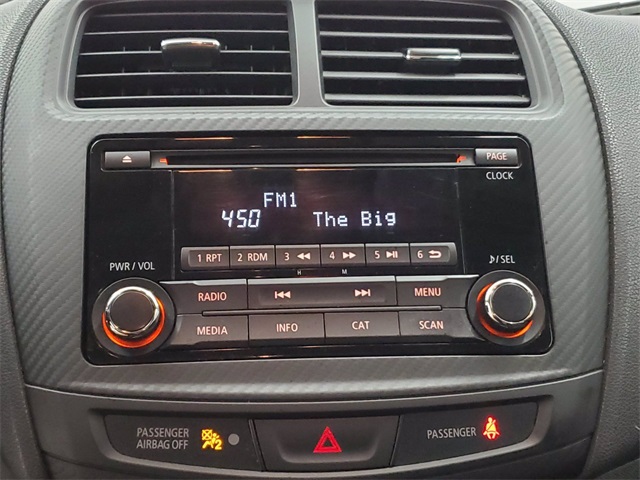 PAGE
CLOCK
FM1
450 The Big
1 RPT 2 RDM 3 4 5 6
H M
PWR / VOL
/ SEL
RADIO MENU
MEDIA INFO CAT SCAN
PASSENGER
AIRBAG OFF
2
PASSENGER